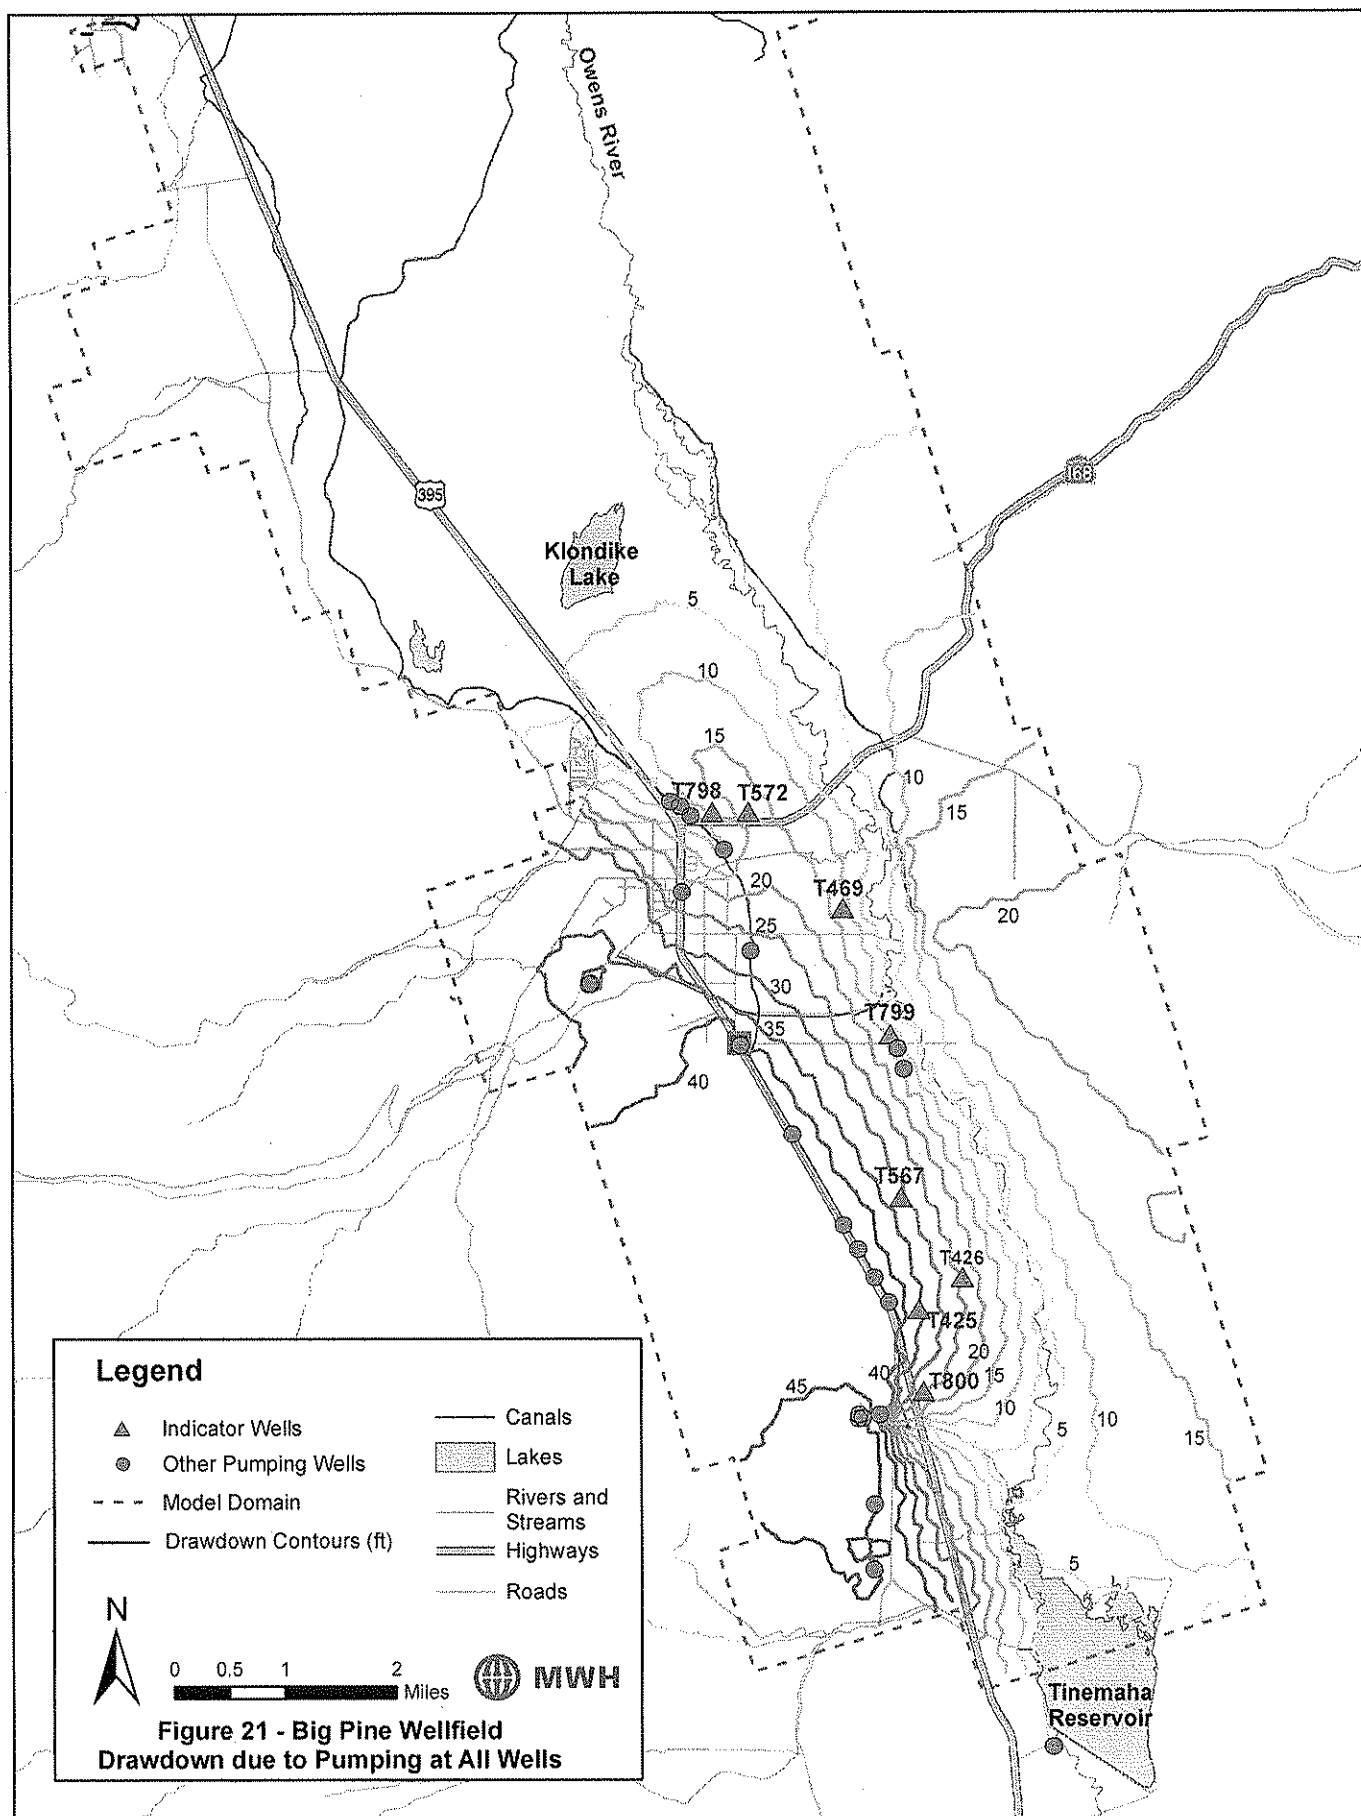 Owens River
395
168
Klondike
Lake
5
10
15
T798
T572
10
15
20
T469
20
25
30
T799
35
40
T567
T426
T425
20
40
T800
15
45
10
5
10
15
5
Legend
Indicator Wells
Other Pumping Wells
Model Domain
Drawdown Contours (ft)
Canals
Lakes
Rivers and
Streams
Highways
Roads
N
0 0.5 1 2
Miles
MWH
Figure 21 - Big Pine Wellfield
Drawdown due to Pumping at All Wells
Tinemaha
Reservoir